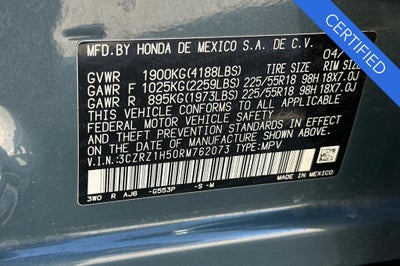 CERTIFIED
MFD.BY HONDA DE MEXICO S.A. DE C.V.
04/
GVWR 1900KG(4188LBS) TIRE SIZE RIM SIZE
GAWR F 1025KG(2259LBS) 225/55R18 98H 18X7.0J
GAWR R 895KG(1973LBS) 225/55R18 98H 18X7.0J
THIS VEHICLE CONFORMS TO ALL APPLICABLE
FEDERAL MOTOR VEHICLE SAFETY, BUMPER
AND THEFT PREVENTION STANDARDS IN EFFECT
ON THE DATE OF MANUFACTURE SHOWN ABOVE.
V.I.N:3CZRZ1H50RM762073 TYPE:MPV
3WO R AJ6 -G553P -S -M
MADE IN MEXICO